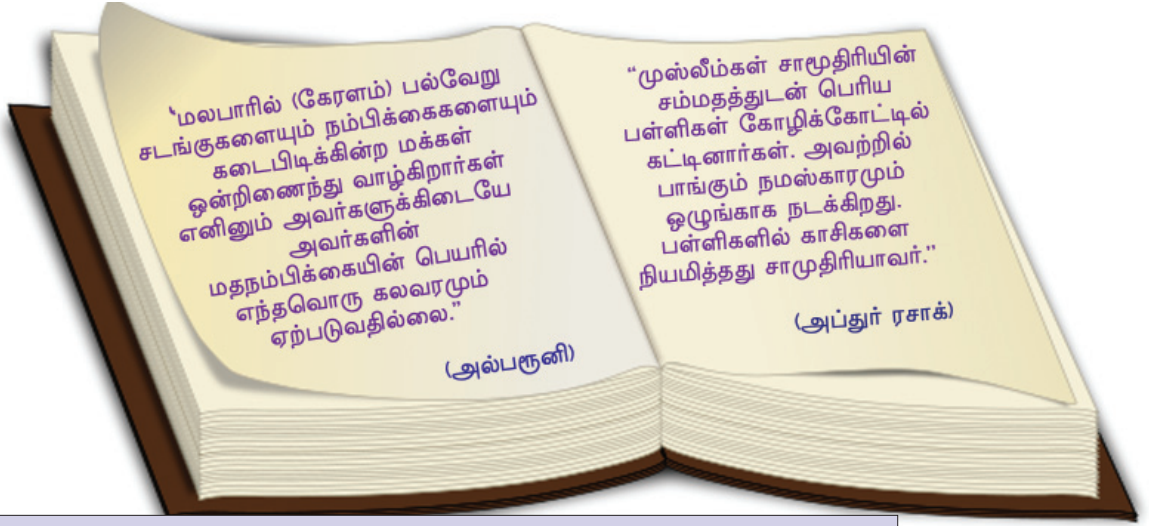 ‘மலபாரில் (கேரளம்) பல்வேறு
சடங்குகளையும் நம்பிக்கைகளையும்
கடைபிடிக்கின்ற மக்கள்
ஒன்றிணைந்து வாழ்கிறார்கள்
எனினும் அவர்களுக்கிடையே
அவர்களின்
மதநம்பிக்கையின் பெயரில்
எந்தவொரு கலவரமும்
ஏற்படுவதில்லை.”
(அல்பரூனி)
“முஸ்லீம்கள் சாமூதிரியின்
சம்மதத்துடன் பெரிய
பள்ளிகள் கோழிக்கோட்டில்
கட்டினார்கள். அவற்றில்
பாங்கும் நமஸ்காரமும்
ஒழுங்காக நடக்கிறது.
பள்ளிகளில் காசிகளை
நியமித்தது சாமுதிரியாவர்.”
(அப்துர் ரசாக்)